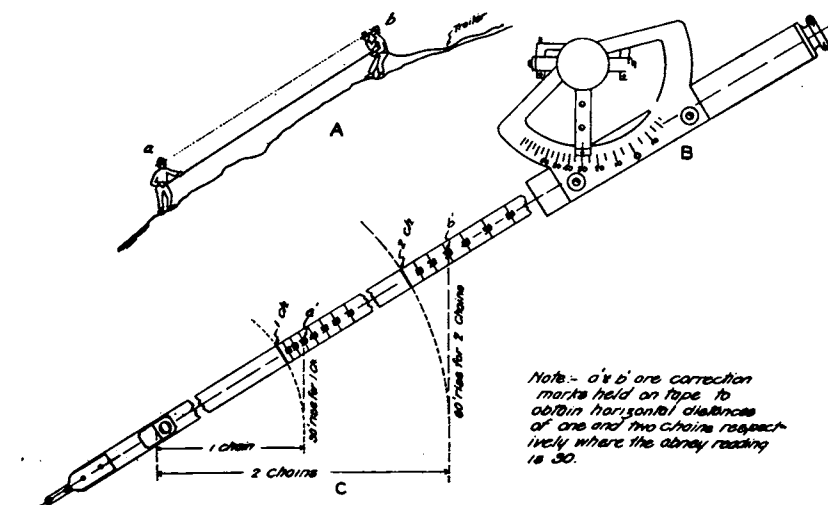 b
Trailer
a
A
B
2 ch
b'
1 ch
a'
30' rise for 1 ch
60' rise for 2 chains
1 chain
2 chains
C
Note:- a' & b' are correction
marks held on tape to
obtain horizontal distances
of one and two chains respect-
ively where the abney reading
is 30.